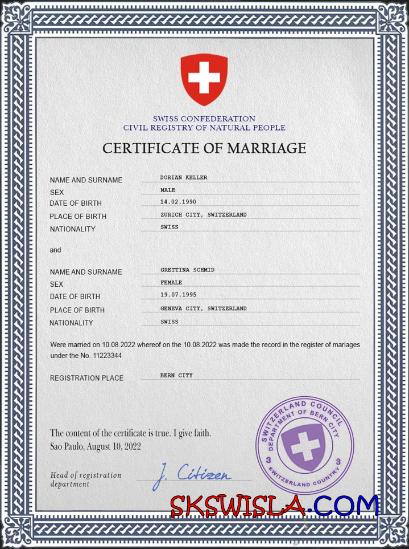 SWISS CONFEDERATION
CIVIL REGISTRY OF NATURAL PEOPLE
CERTIFICATE OF MARRIAGE
NAME AND SURNAME DORIAN KELLER
SEX MALE
DATE OF BIRTH 14.02.1990
PLACE OF BIRTH ZURICH CITY, SWITZERLAND
NATIONALITY SWISS
and
NAME AND SURNAME GRETTINA SCHMID
SEX FEMALE
DATE OF BIRTH 19.07.1995
PLACE OF BIRTH GENEVA CITY, SWITZERLAND
NATIONALITY SWISS
Were married on 10.08.2022 whereof on the 10.08.2022 was made the record in the register of mariages
under the No. 11223344
REGISTRATION PLACE BERN CITY
The content of the certificate is true. I give faith.
Sao Paulo, August 10, 2022
Head of registration
department
J. Citizen
SWITZERLAND COUNCIL
DEPARTMENT OF BERN CITY
3 3
SWITZERLAND COUNTRY
SKSWISLA.COM